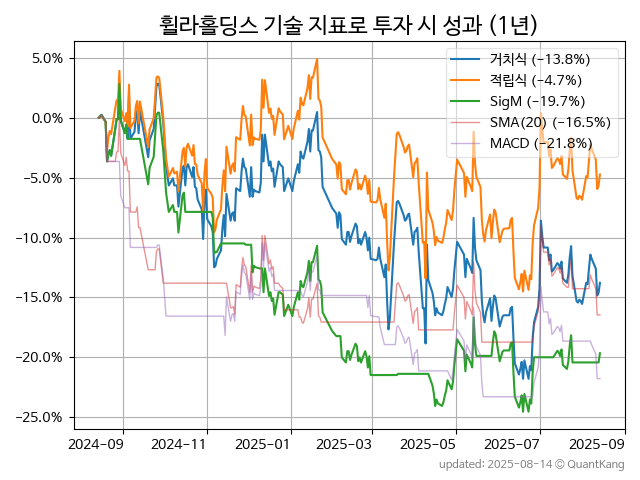 휠라홀딩스 기술 지표로 투자 시 성과 (1년)
5.0%
0.0%
−5.0%
−10.0%
−15.0%
−20.0%
−25.0%
거치식 (−13.8%)
적립식 (−4.7%)
SigM (−19.7%)
SMA(20) (−16.5%)
MACD (−21.8%)
2024-09 2024-11 2025-01 2025-03 2025-05 2025-07 2025-09
updated: 2025-08-14 © QuantKang